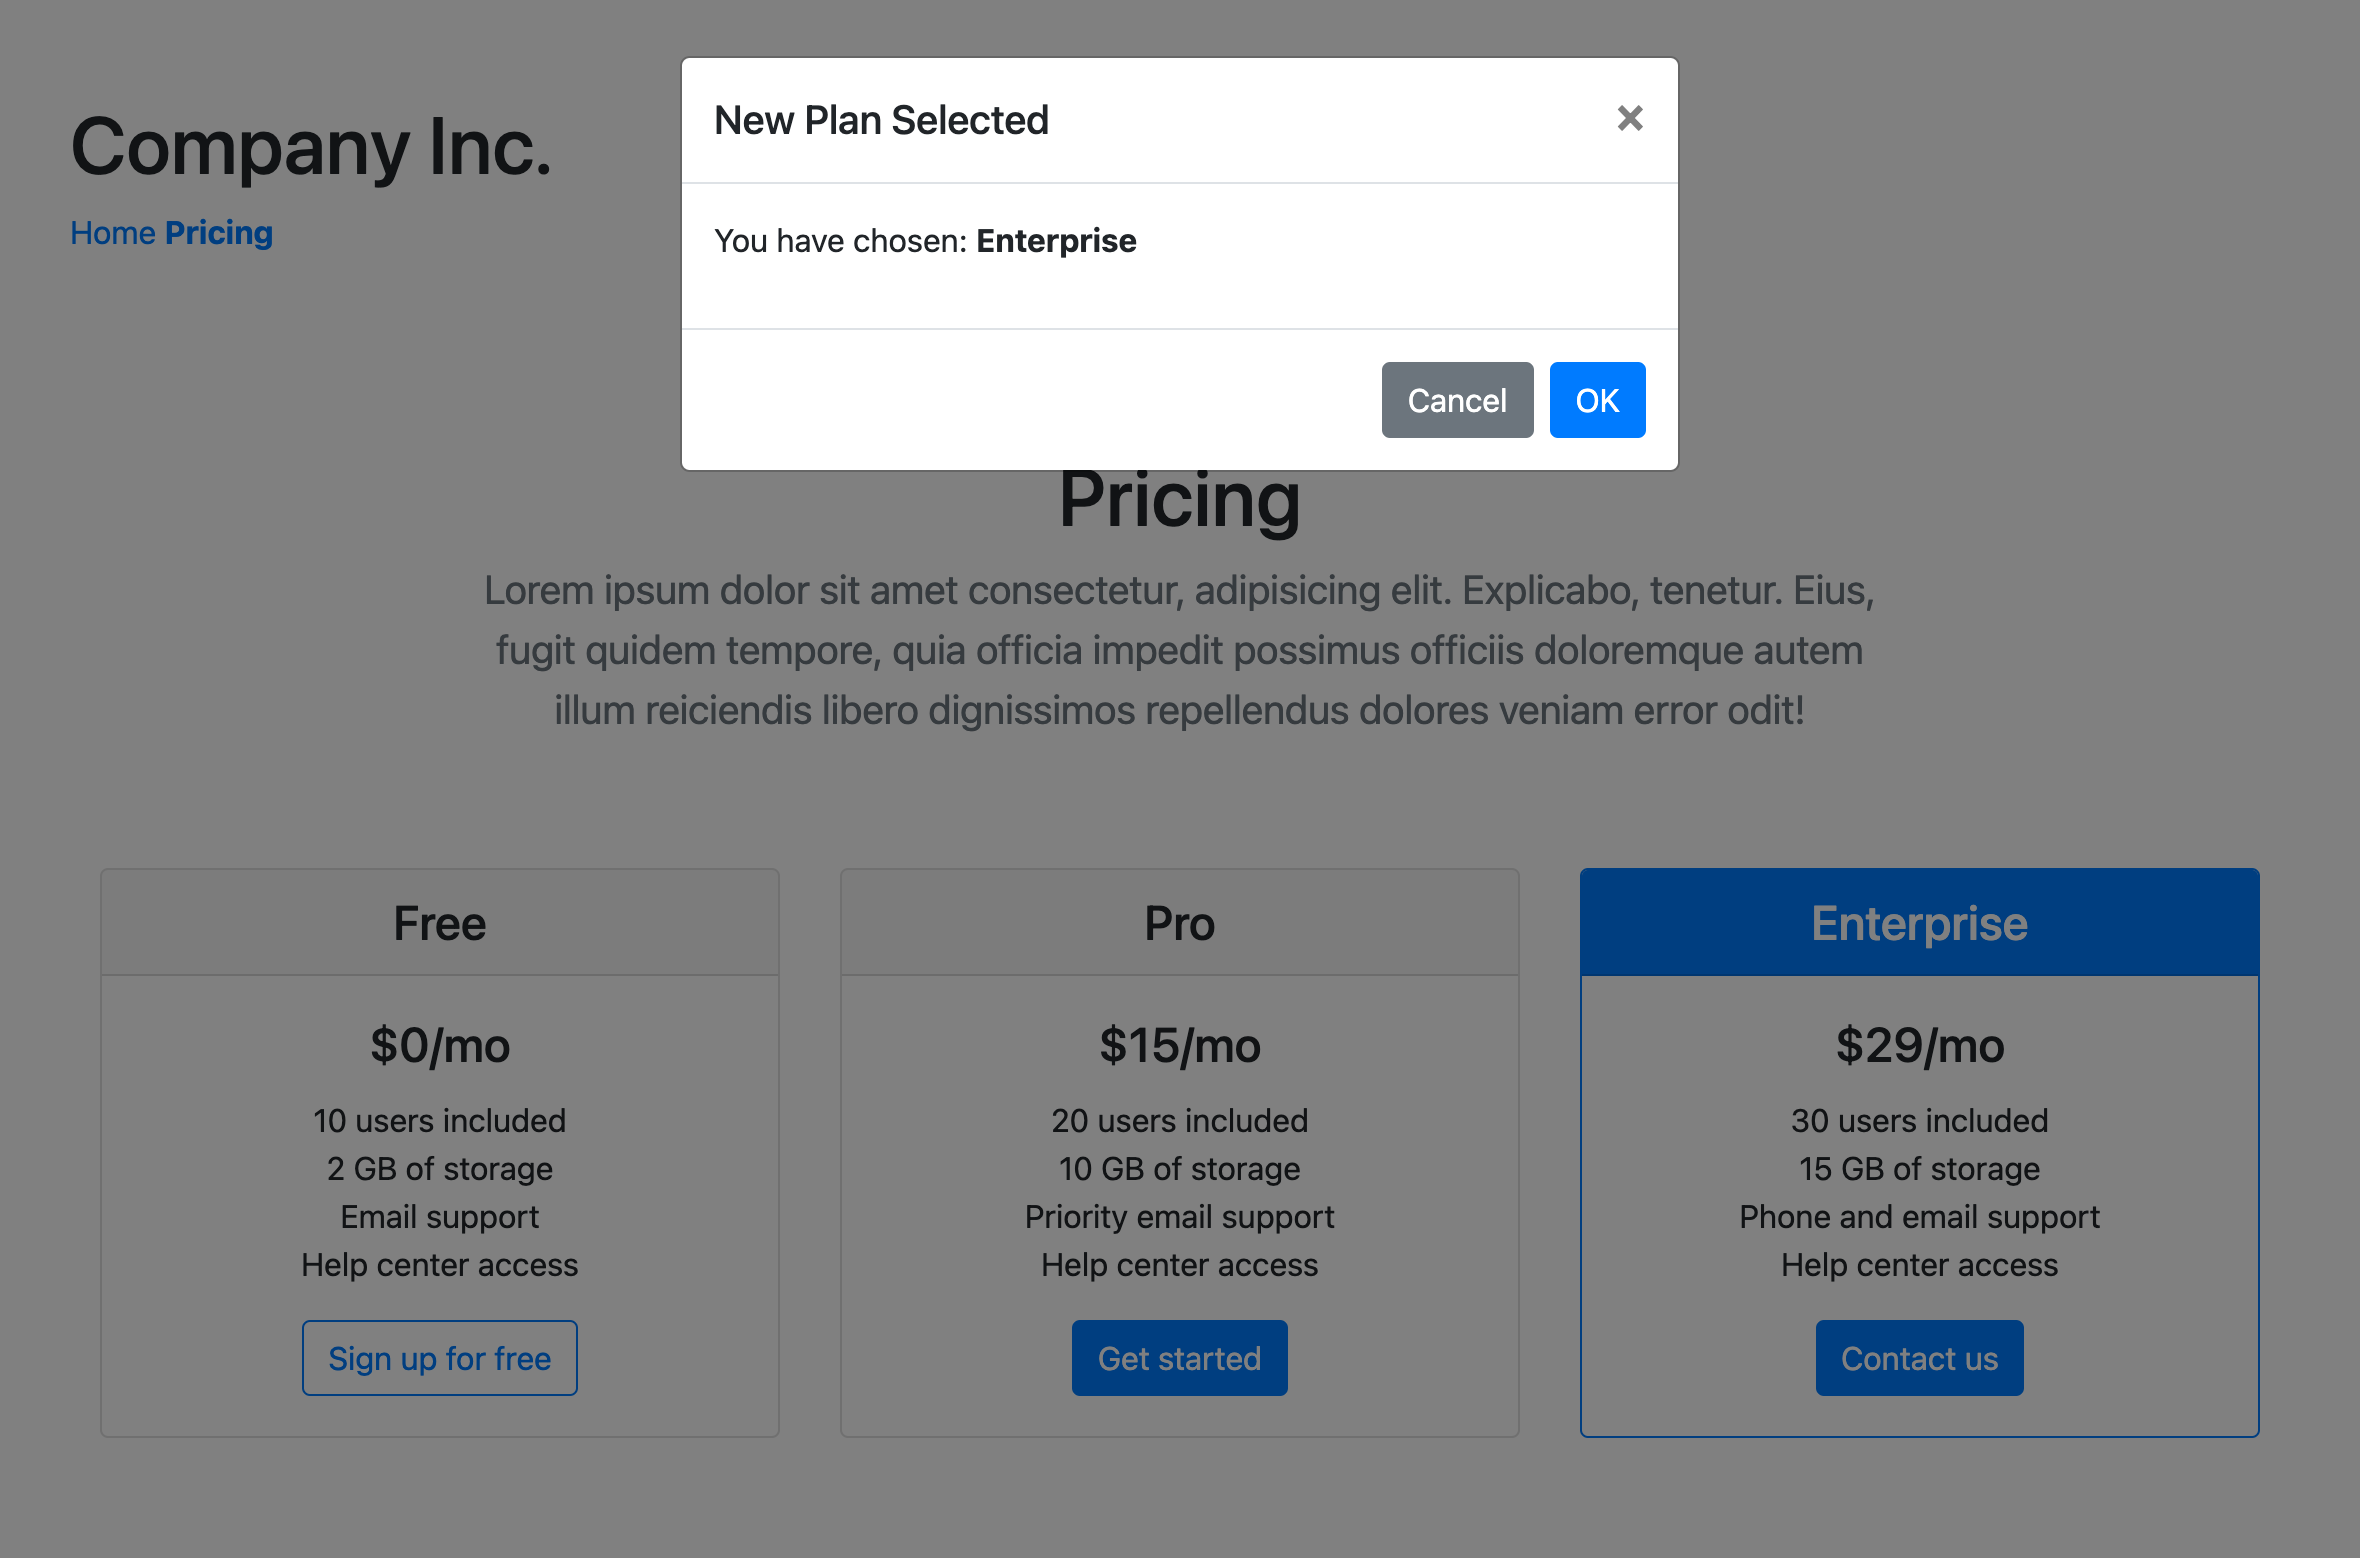 Company Inc.
Home Pricing
New Plan Selected
×
You have chosen: Enterprise
Cancel OK
Pricing
Lorem ipsum dolor sit amet consectetur, adipisicing elit. Explicabo, tenetur. Eius,
fugit quidem tempore, quia officia impedit possimus officiis doloremque autem
illum reiciendis libero dignissimos repellendus dolores veniam error odit!
Free
$0/mo
10 users included
2 GB of storage
Email support
Help center access
Sign up for free
Pro
$15/mo
20 users included
10 GB of storage
Priority email support
Help center access
Get started
Enterprise
$29/mo
30 users included
15 GB of storage
Phone and email support
Help center access
Contact us